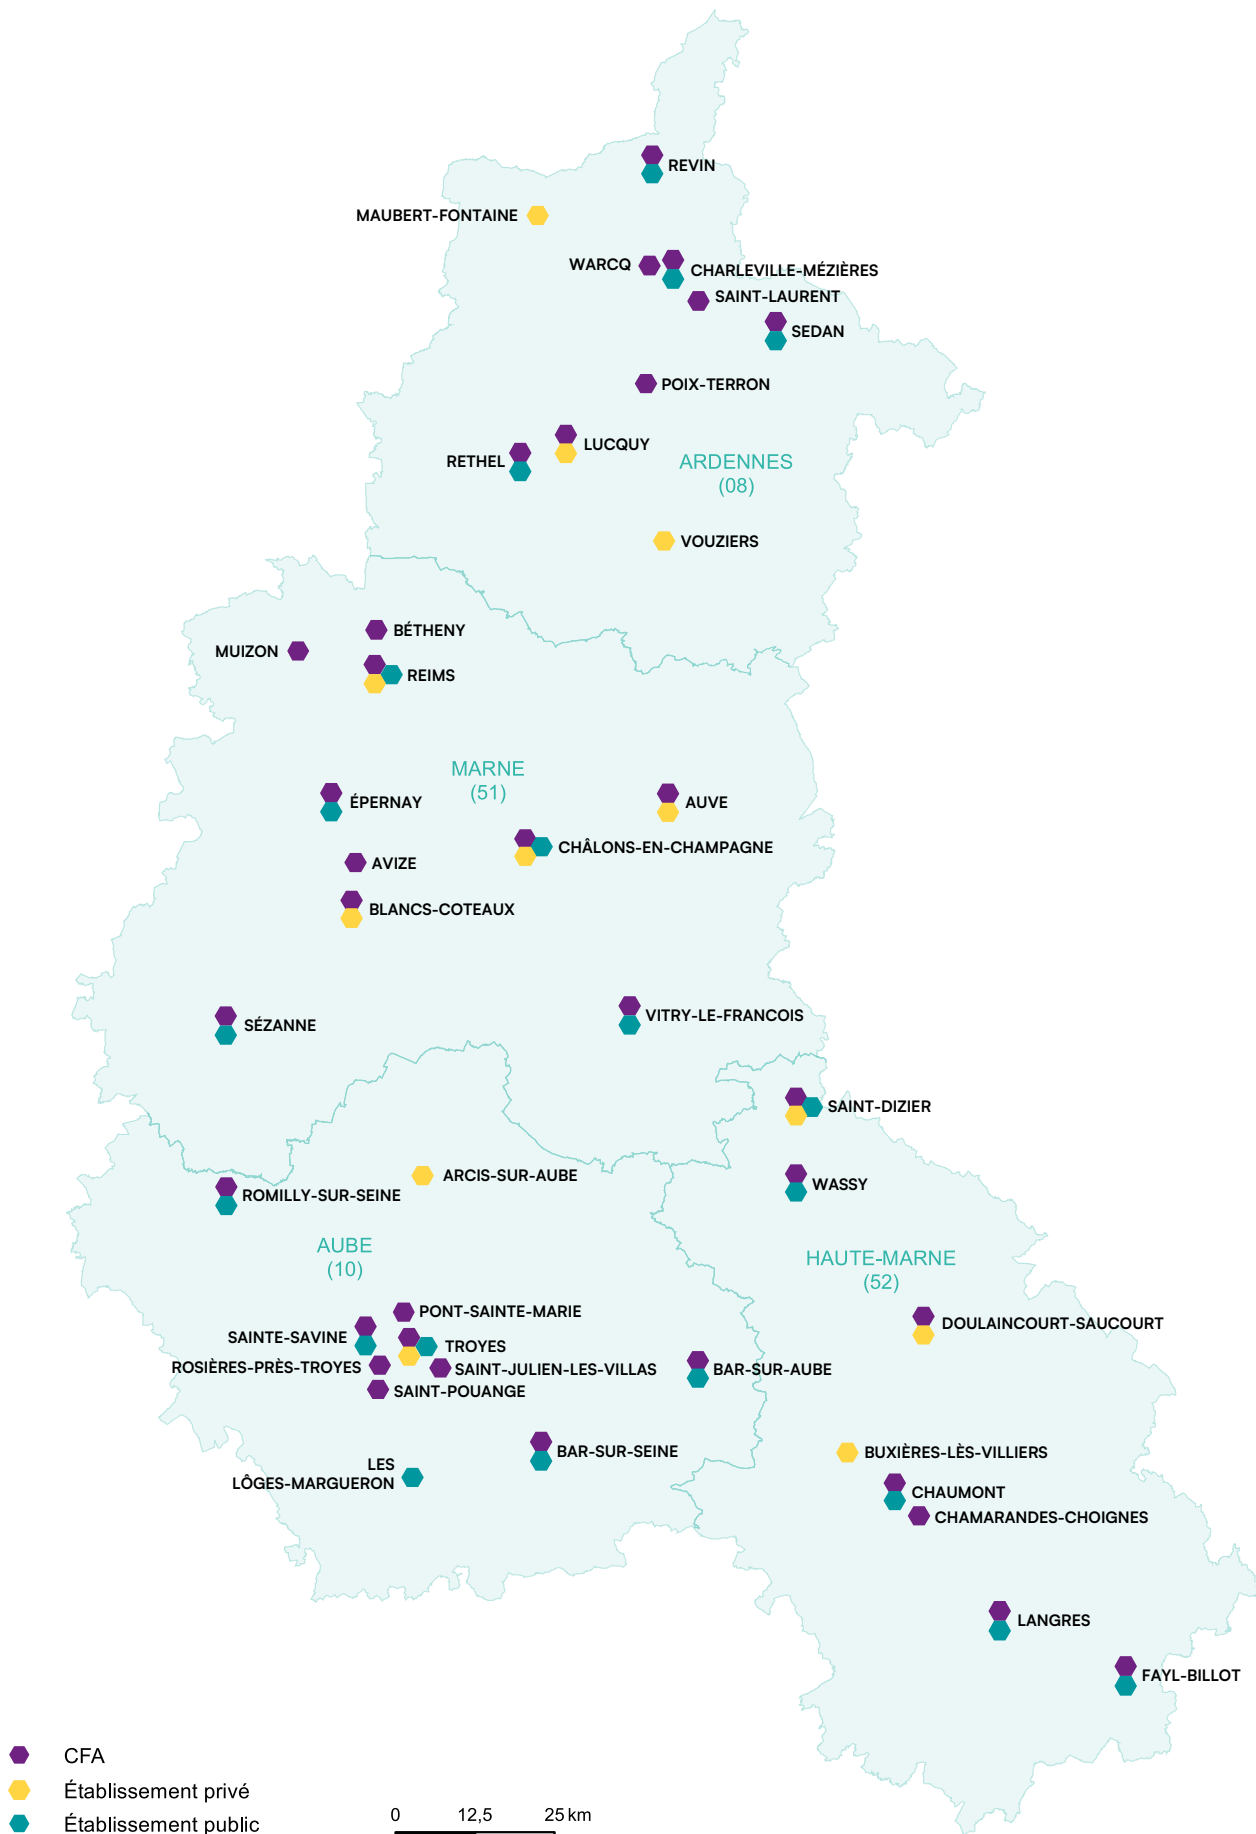 REVIN
MAUBERT-FONTAINE
WARCQ
CHARLEVILLE-MÉZIÈRES
SAINT-LAURENT
SEDAN
POIX-TERRON
LUCQUY
RETHEL
ARDENNES
(08)
VOUZIERS
BÉTHENY
MUIZON
REIMS
MARNE
(51)
ÉPERNAY
AUVE
CHÂLONS-EN-CHAMPAGNE
AVIZE
BLANCS-COTEAUX
SÉZANNE
VITRY-LE-FRANCOIS
SAINT-DIZIER
ARCIS-SUR-AUBE
WASSY
ROMILLY-SUR-SEINE
AUBE
(10)
HAUTE-MARNE
(52)
PONT-SAINTE-MARIE
DOULAINCOURT-SAUCOURT
SAINTE-SAVINE
TROYES
ROSIÈRES-PRÈS-TROYES
SAINT-JULIEN-LES-VILLAS
BAR-SUR-AUBE
SAINT-POUANGE
BAR-SUR-SEINE
BUXIÈRES-LÈS-VILLIERS
LES
LÔGES-MARGUERON
CHAUMONT
CHAMARANDES-CHOIGNES
LANGRES
FAYL-BILLOT
CFA
Établissement privé
Établissement public
0 12,5 25 km